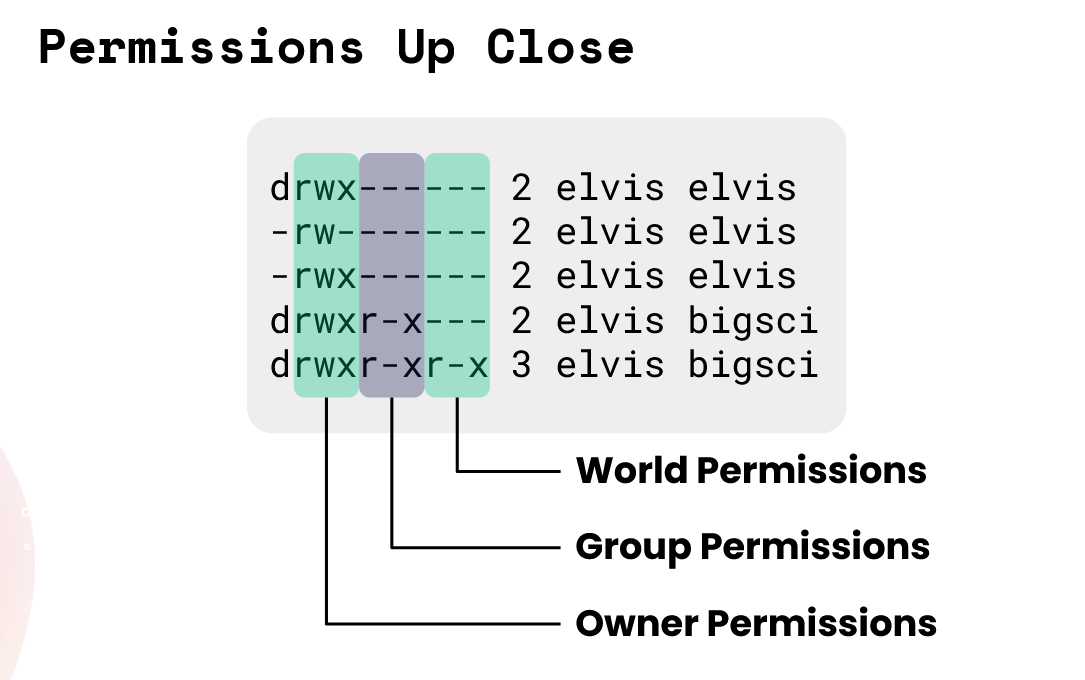 Permissions Up Close
drwx------ 2 elvis elvis
-rw------- 2 elvis elvis
-rwx------ 2 elvis elvis
drwxr-x--- 2 elvis bigsci
drwxr-xr-x 3 elvis bigsci
World Permissions
Group Permissions
Owner Permissions